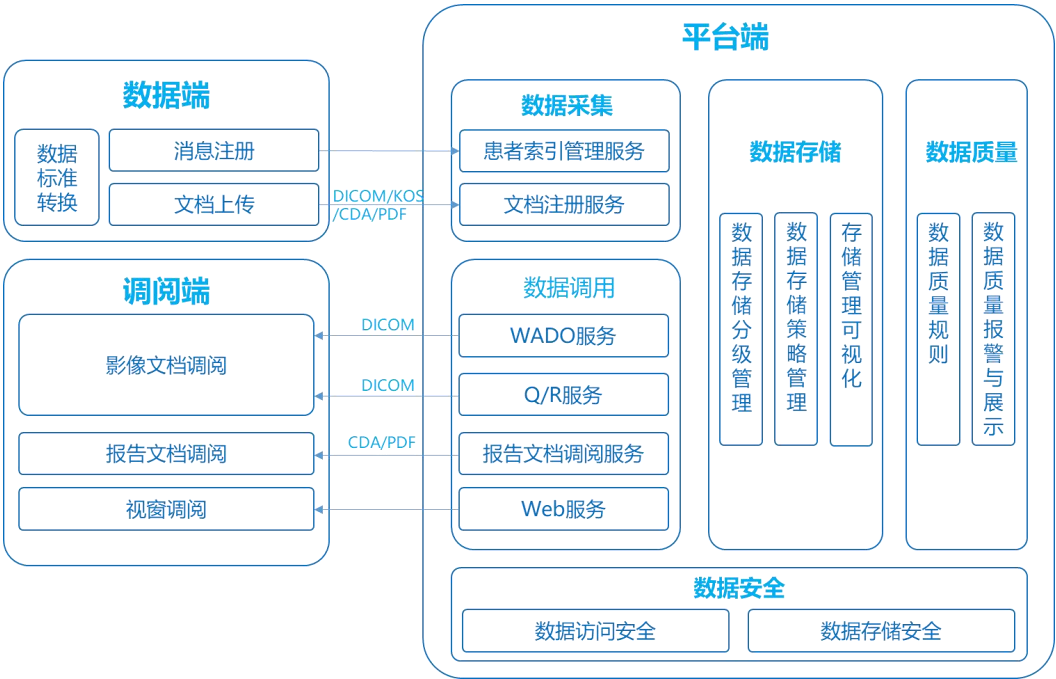 平台端
数据端
数据
标准
转换
消息注册
文档上传
DICOM/KOS
/CDA/PDF
数据采集
患者索引管理服务
文档注册服务
调阅端
影像文档调阅
报告文档调阅
视窗调阅
DICOM
DICOM
CDA/PDF
数据调用
WADO服务
Q/R服务
报告文档调阅服务
Web服务
数据存储
数据存储分级管理
数据存储策略管理
存储管理可视化
数据质量
数据质量规则
数据质量报警与展示
数据安全
数据访问安全
数据存储安全